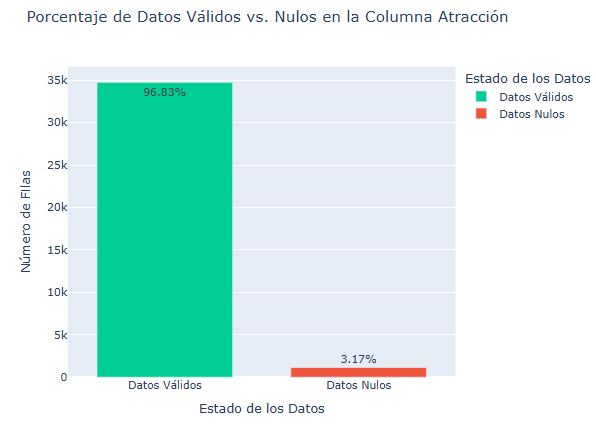 Porcentaje de Datos Válidos vs. Nulos en la Columna Atracción
Estado de los Datos
Datos Válidos
Datos Nulos
Número de FIlas
35k
30k
25k
20k
15k
10k
5k
0
96.83%
3.17%
Datos Válidos
Datos Nulos
Estado de los Datos